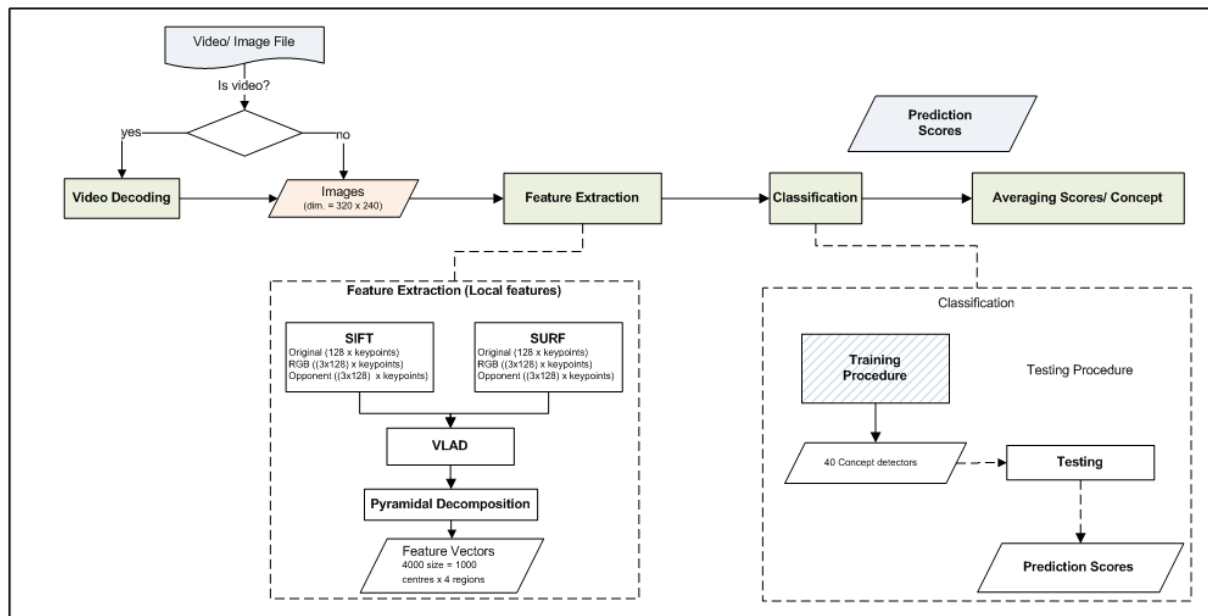 Video/ Image File
Is video?
yes
no
Prediction
Scores
Video Decoding
Images
(dim. = 320 x 240)
Feature Extraction
Classification
Averaging Scores/ Concept
Feature Extraction (Local features)
SIFT
Original (128 x keypoints)
RGB ((3x128) x keypoints)
Opponent ((3x128) x keypoints)
SURF
Original (128 x keypoints)
RGB ((3x128) x keypoints)
Opponent ((3x128) x keypoints)
VLAD
Pyramidal Decomposition
Feature Vectors
4000 size = 1000
centres x 4 regions
Classification
Training
Procedure
Testing Procedure
40 Concept detectors
Testing
Prediction Scores